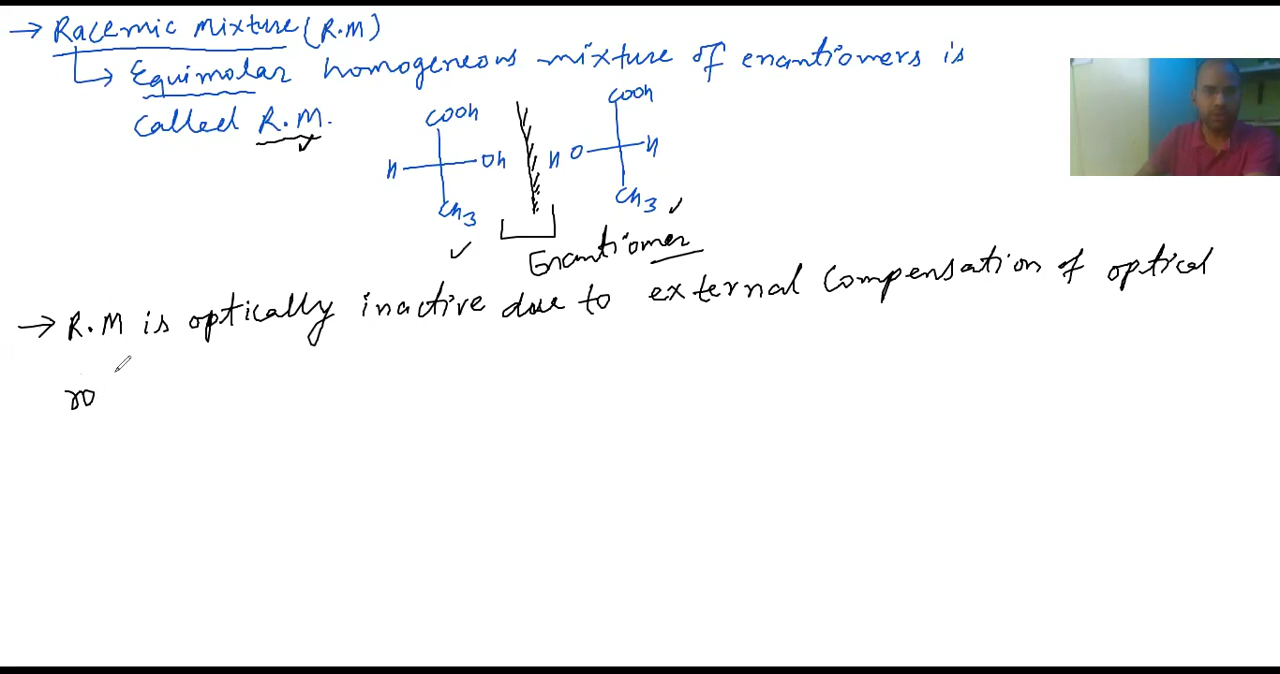 → Racemic Mixture (R.M)
↳ Equimolar homogeneous mixture of enantiomers is
called R.M.
COOH COOH
H OH HO H
CH3 CH3
Enantiomer
→ R.M is optically inactive due to external compensation of optical
ro